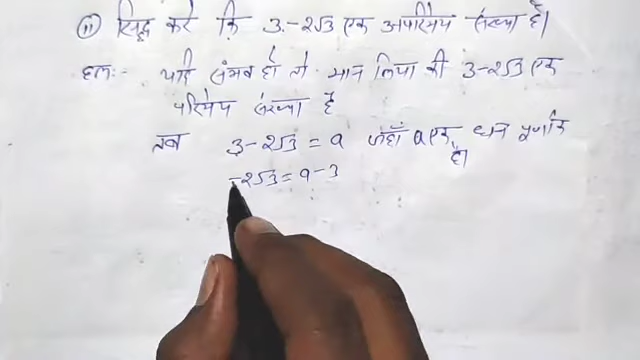 (ii) सिद्ध करे कि 3-2√3 एक अपरिमेय संख्या है।
हलः- यदि संभव हो तो मान लिया की 3-2√3 एक
परिमेय संख्या है
तब 3-2√3 = a जहाँ a एक धन पूर्णांक है।
-2√3 = a-3